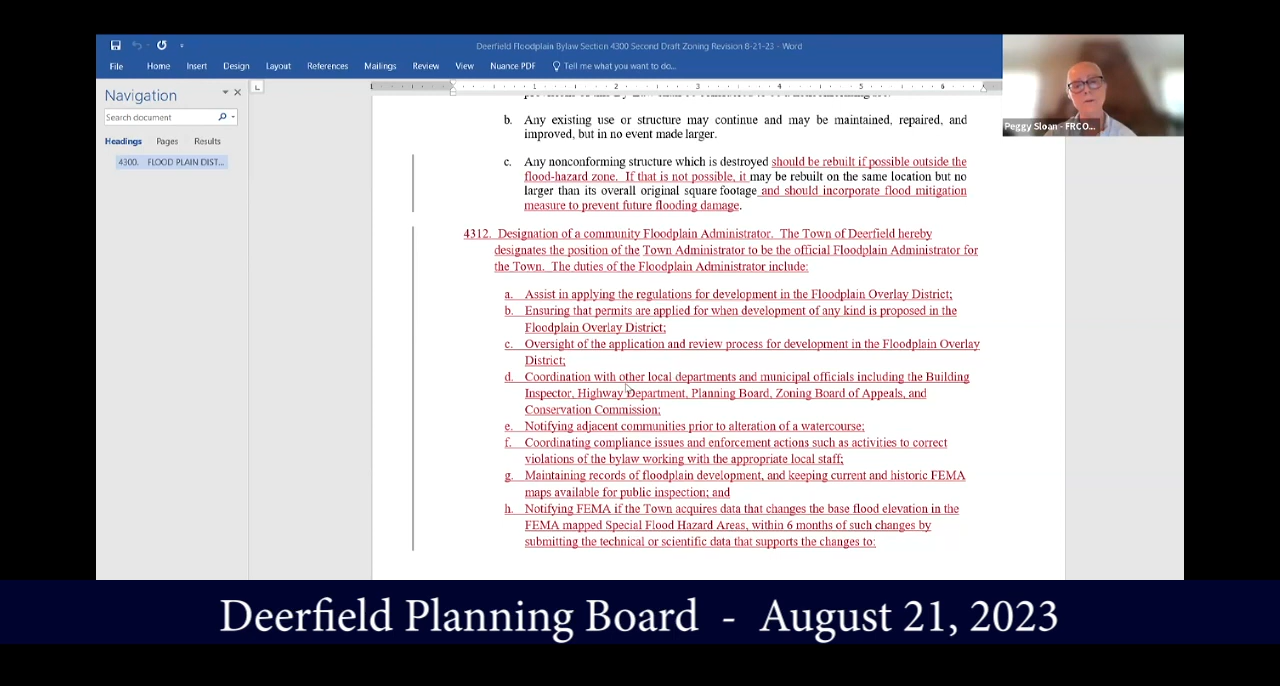 Deerfield Floodplain Bylaw Section 4300 Second Draft Zoning Revision 8-21-23 - Word
File Home Insert Design Layout References Mailings Review View Nuance PDF Tell me what you want to do...
Navigation
Search document
Headings Pages Results
4300. FLOOD PLAIN DIST...
Peggy Sloan - FRCO...
1 1 2 3 4 5 6
b. Any existing use or structure may continue and may be maintained, repaired, and
improved, but in no event made larger.
c. Any nonconforming structure which is destroyed should be rebuilt if possible outside the
flood-hazard zone. If that is not possible, it may be rebuilt on the same location but no
larger than its overall original square footage and should incorporate flood mitigation
measure to prevent future flooding damage.
4312. Designation of a community Floodplain Administrator. The Town of Deerfield hereby
designates the position of the Town Administrator to be the official Floodplain Administrator for
the Town. The duties of the Floodplain Administrator include:
a. Assist in applying the regulations for development in the Floodplain Overlay District;
b. Ensuring that permits are applied for when development of any kind is proposed in the
Floodplain Overlay District;
c. Oversight of the application and review process for development in the Floodplain Overlay
District;
d. Coordination with other local departments and municipal officials including the Building
Inspector, Highway Department, Planning Board, Zoning Board of Appeals, and
Conservation Commission;
e. Notifying adjacent communities prior to alteration of a watercourse;
f. Coordinating compliance issues and enforcement actions such as activities to correct
violations of the bylaw working with the appropriate local staff;
g. Maintaining records of floodplain development, and keeping current and historic FEMA
maps available for public inspection; and
h. Notifying FEMA if the Town acquires data that changes the base flood elevation in the
FEMA mapped Special Flood Hazard Areas, within 6 months of such changes by
submitting the technical or scientific data that supports the changes to:
Deerfield Planning Board - August 21, 2023